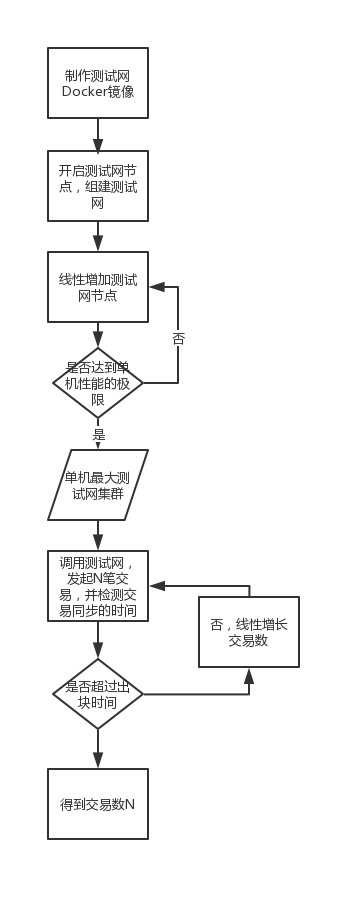 制作测试网
Docker镜像
开启测试网节
点，组建测试
网
线性增加测试
网节点
否
是否达到单
机性能的极
限
是
单机最大测
试网集群
调用测试网，
发起N笔交
易，并检测交
易同步的时间
否，线性增长
交易数
是否超过出
块时间
得到交易数N